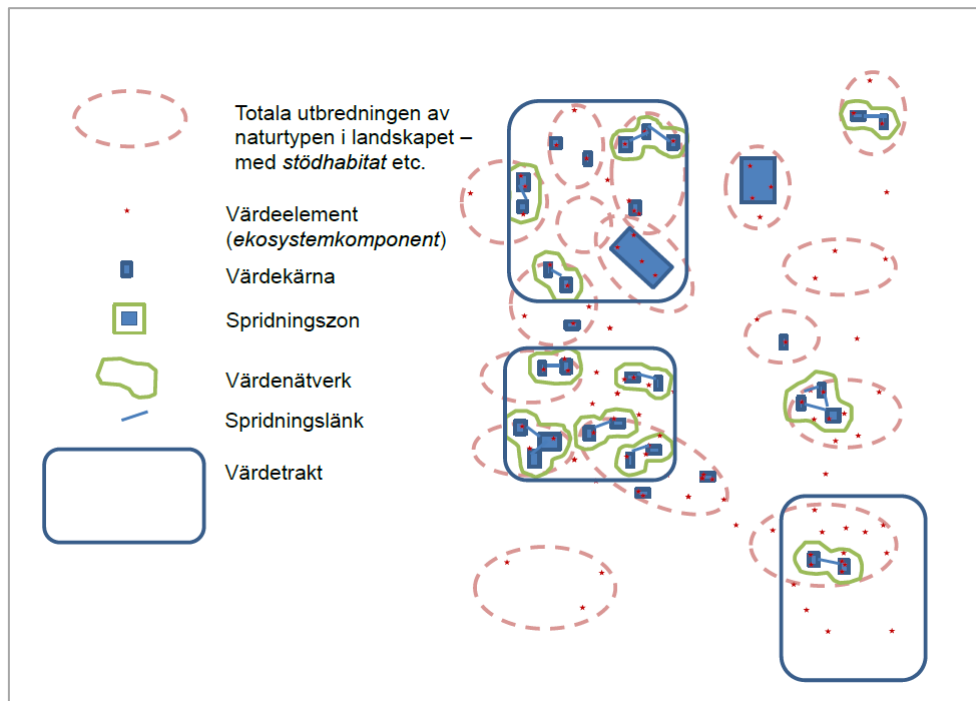 Totala utbredningen av
naturtypen i landskapet –
med stödhabitat etc.
Värdeelement
(ekosystemkomponent)
Värdekärna
Spridningszon
Värdenätverk
Spridningslänk
Värdetrakt